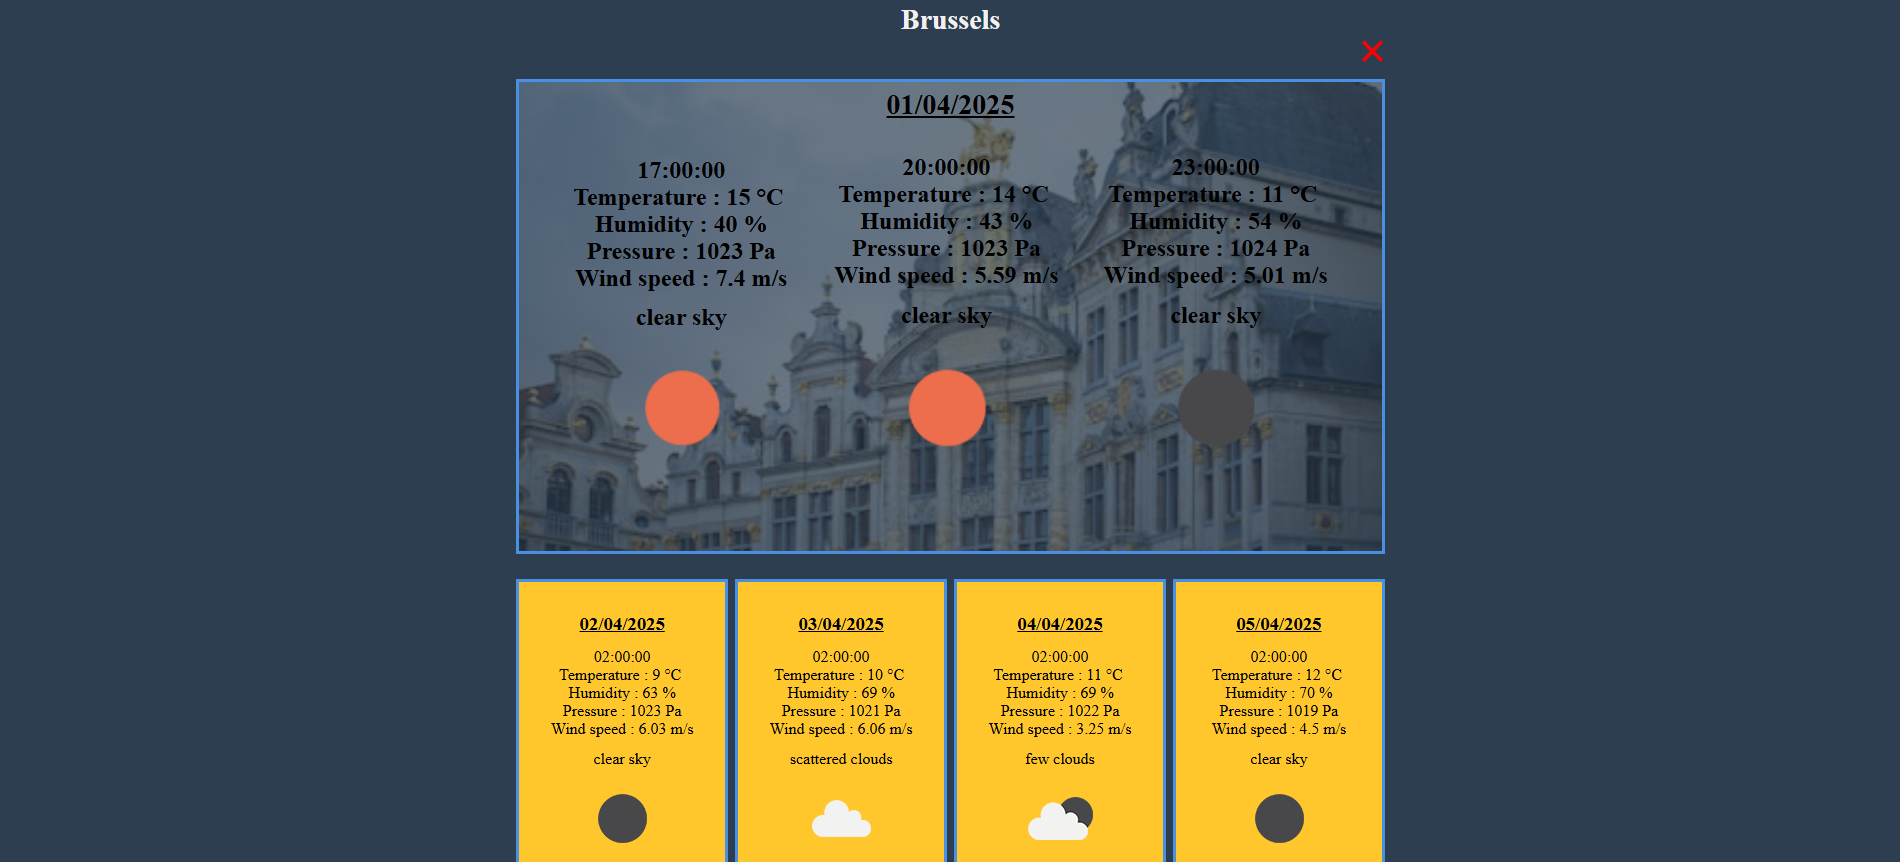 Brussels
01/04/2025
17:00:00
Temperature : 15 °C
Humidity : 40 %
Pressure : 1023 Pa
Wind speed : 7.4 m/s
clear sky
20:00:00
Temperature : 14 °C
Humidity : 43 %
Pressure : 1023 Pa
Wind speed : 5.59 m/s
clear sky
23:00:00
Temperature : 11 °C
Humidity : 54 %
Pressure : 1024 Pa
Wind speed : 5.01 m/s
clear sky
02/04/2025
02:00:00
Temperature : 9 °C
Humidity : 63 %
Pressure : 1023 Pa
Wind speed : 6.03 m/s
clear sky
03/04/2025
02:00:00
Temperature : 10 °C
Humidity : 69 %
Pressure : 1021 Pa
Wind speed : 6.06 m/s
scattered clouds
04/04/2025
02:00:00
Temperature : 11 °C
Humidity : 69 %
Pressure : 1022 Pa
Wind speed : 3.25 m/s
few clouds
05/04/2025
02:00:00
Temperature : 12 °C
Humidity : 70 %
Pressure : 1019 Pa
Wind speed : 4.5 m/s
clear sky